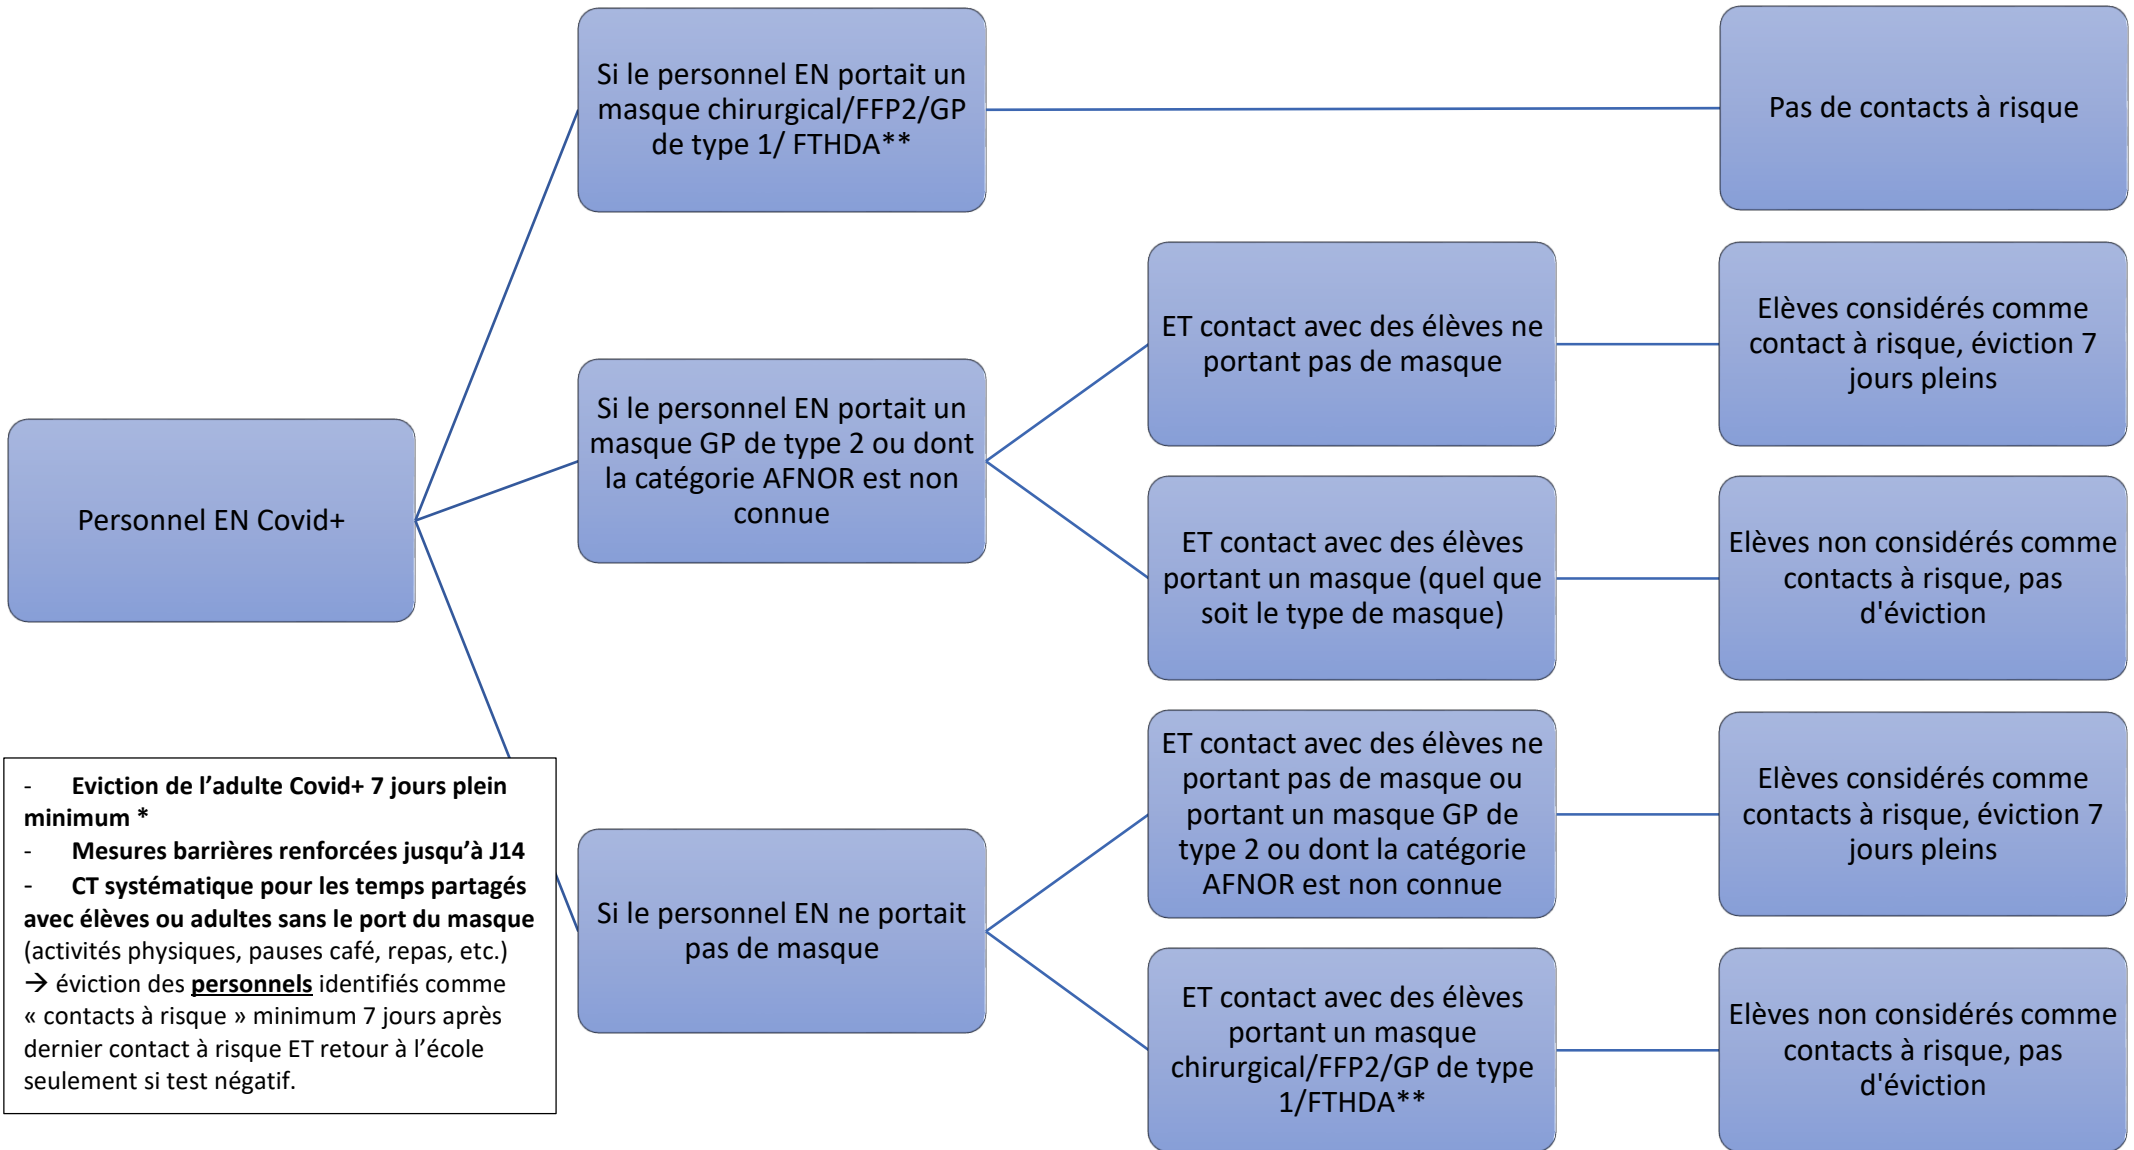 Personnel EN Covid+
Si le personnel EN portait un
masque chirurgical/FFP2/GP
de type 1/ FTHDA**
Pas de contacts à risque
Si le personnel EN portait un
masque GP de type 2 ou dont
la catégorie AFNOR est non
connue
ET contact avec des élèves ne
portant pas de masque
Elèves considérés comme
contact à risque, éviction 7
jours pleins
ET contact avec des élèves
portant un masque (quel que
soit le type de masque)
Elèves non considérés comme
contacts à risque, pas
d'éviction
Si le personnel EN ne portait
pas de masque
ET contact avec des élèves ne
portant pas de masque ou
portant un masque GP de
type 2 ou dont la catégorie
AFNOR est non connue
Elèves considérés comme
contacts à risque, éviction 7
jours pleins
ET contact avec des élèves
portant un masque
chirurgical/FFP2/GP de type
1/FTHDA**
Elèves non considérés comme
contacts à risque, pas
d'éviction
- Eviction de l’adulte Covid+ 7 jours plein
minimum *
- Mesures barrières renforcées jusqu’à J14
- CT systématique pour les temps partagés
avec élèves ou adultes sans le port du masque
(activités physiques, pauses café, repas, etc.)
→ éviction des personnels identifiés comme
« contacts à risque » minimum 7 jours après
dernier contact à risque ET retour à l’école
seulement si test négatif.